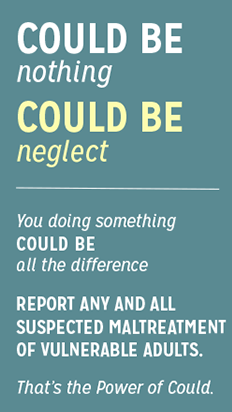 COULD BE
nothing
COULD BE
neglect
You doing something
COULD BE
all the difference
REPORT ANY AND ALL
SUSPECTED MALTREATMENT
OF VULNERABLE ADULTS.
That's the Power of Could.